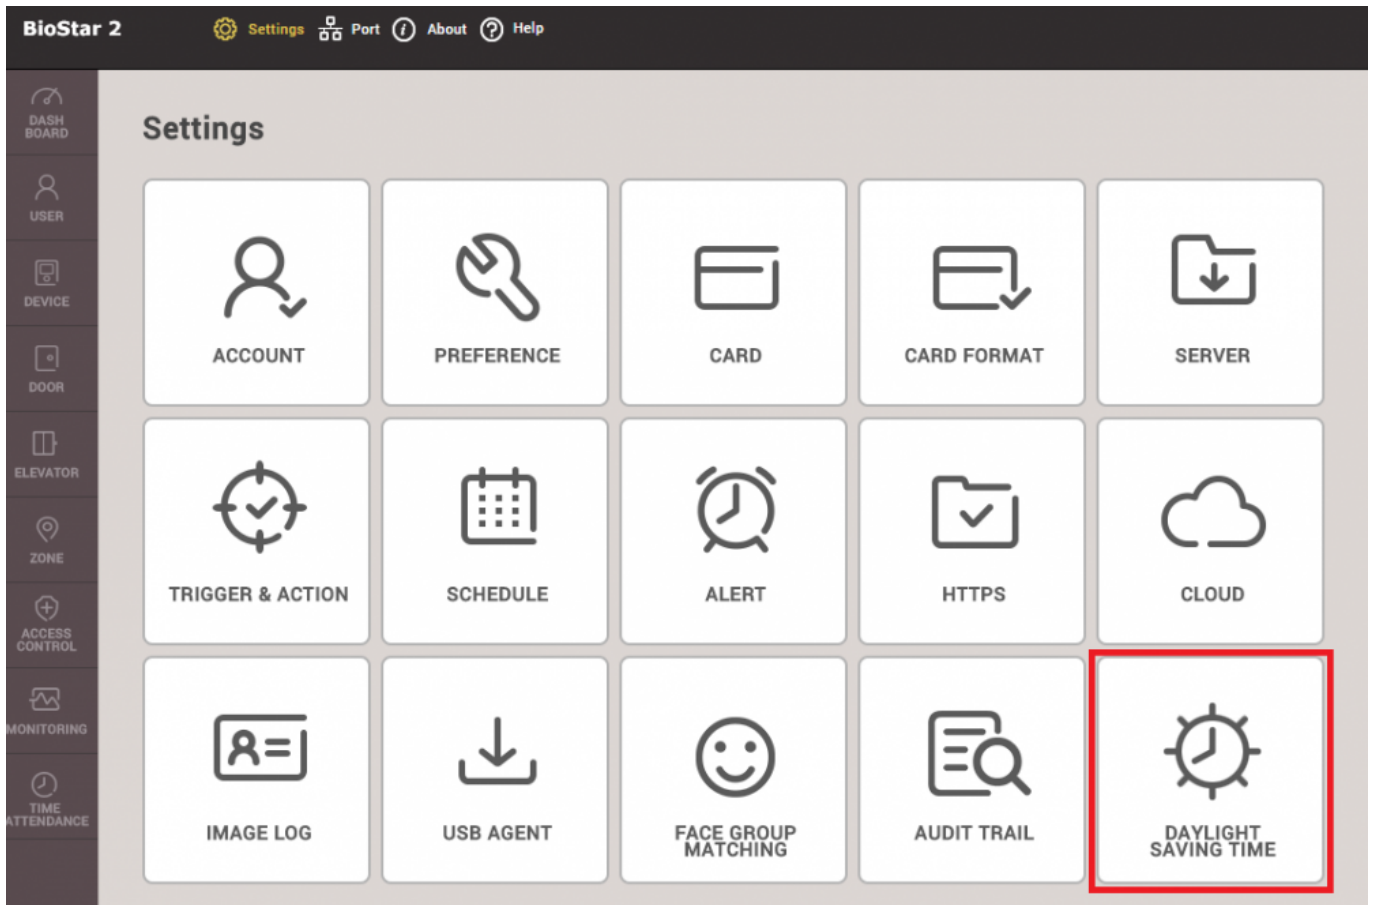 BioStar 2
Settings
Port
About
Help
DASH
BOARD
USER
DEVICE
DOOR
ELEVATOR
ZONE
ACCESS
CONTROL
MONITORING
TIME
ATTENDANCE
Settings
ACCOUNT
PREFERENCE
CARD
CARD FORMAT
SERVER
TRIGGER & ACTION
SCHEDULE
ALERT
HTTPS
CLOUD
IMAGE LOG
USB AGENT
FACE GROUP
MATCHING
AUDIT TRAIL
DAYLIGHT
SAVING TIME